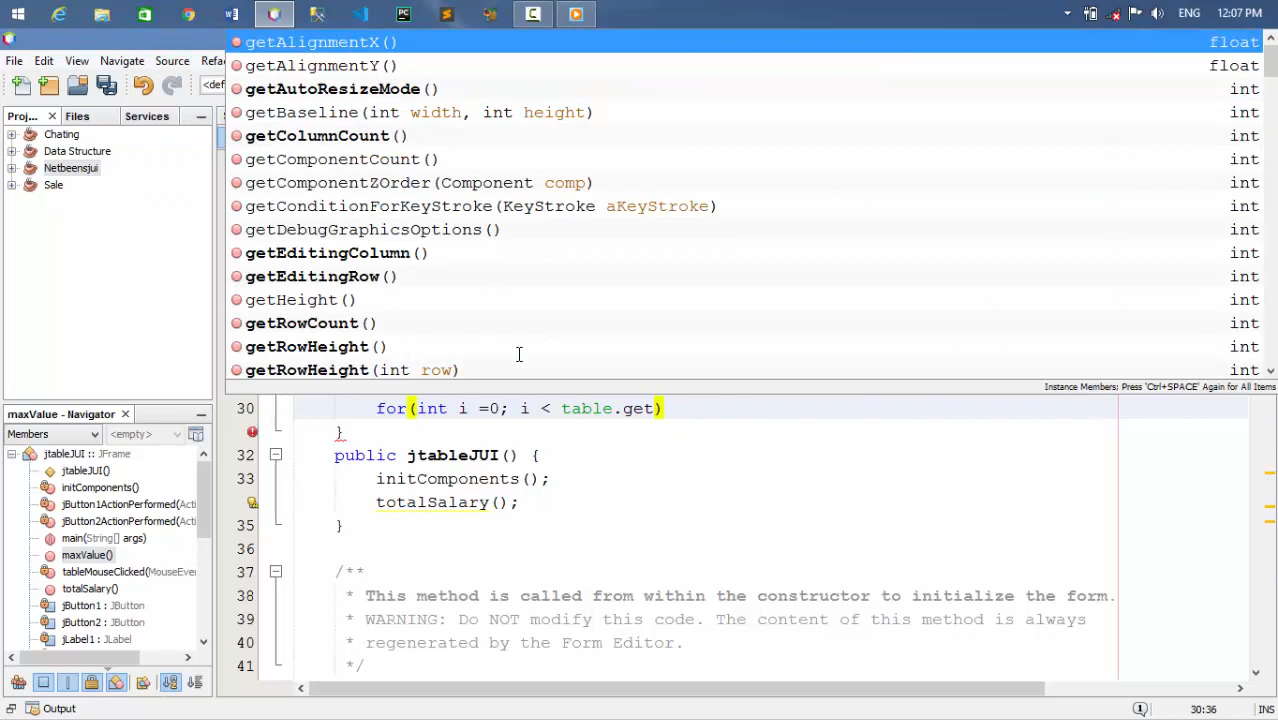 ENG 12:07 PM
File Edit View Navigate Source Refa
<def
Proj... Files Services
Chating
Data Structure
Netbeensjui
Sale
getAlignmentX() float
getAlignmentY() float
getAutoResizeMode() int
getBaseline(int width, int height) int
getColumnCount() int
getComponentCount() int
getComponentZOrder(Component comp) int
getConditionForKeyStroke(KeyStroke aKeyStroke) int
getDebugGraphicsOptions() int
getEditingColumn() int
getEditingRow() int
getHeight() int
getRowCount() int
getRowHeight() int
getRowHeight(int row) int
Instance Members; Press 'Ctrl+SPACE' Again for All Items
maxValue() - Navigator
Members <empty>
jtableJUI :: JFrame
jtableJUI()
initComponents()
jButton1ActionPerformed(Acti
jButton2ActionPerformed(Acti
main(String[] args)
maxValue()
tableMouseClicked(MouseEve
totalSalary()
jButton1 : JButton
jButton2 : JButton
jLabel1 : JLabel
30 for(int i =0; i < table.get)
}
32 public jtableJUI() {
33 initComponents();
totalSalary();
35 }
36
37 /**
38 * This method is called from within the constructor to initialize the form.
39 * WARNING: Do NOT modify this code. The content of this method is always
40 * regenerated by the Form Editor.
41 */
Output
1 30:36 INS